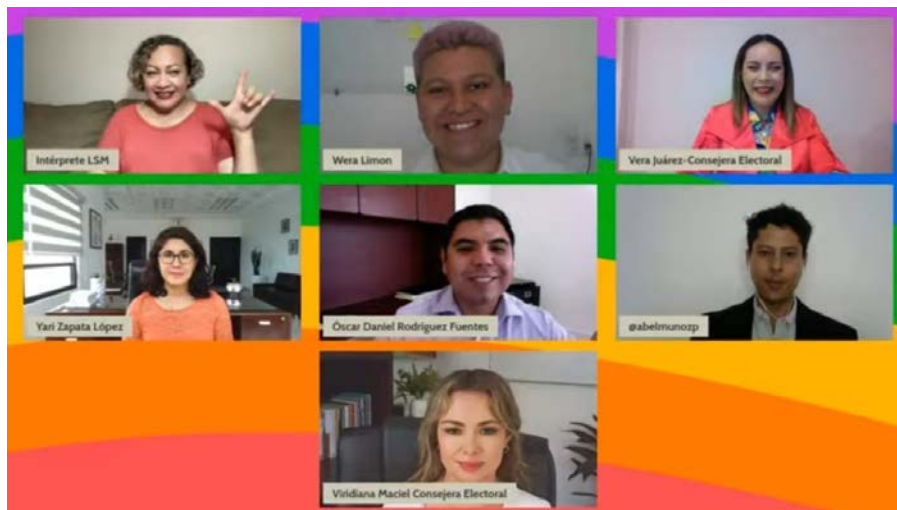 Intérprete LSM
Wera Limon
Vera Juárez-Consejera Electoral
Yari Zapata López
Óscar Daniel Rodríguez Fuentes
@abelmunozp
Viridiana Maciel Consejera Electoral